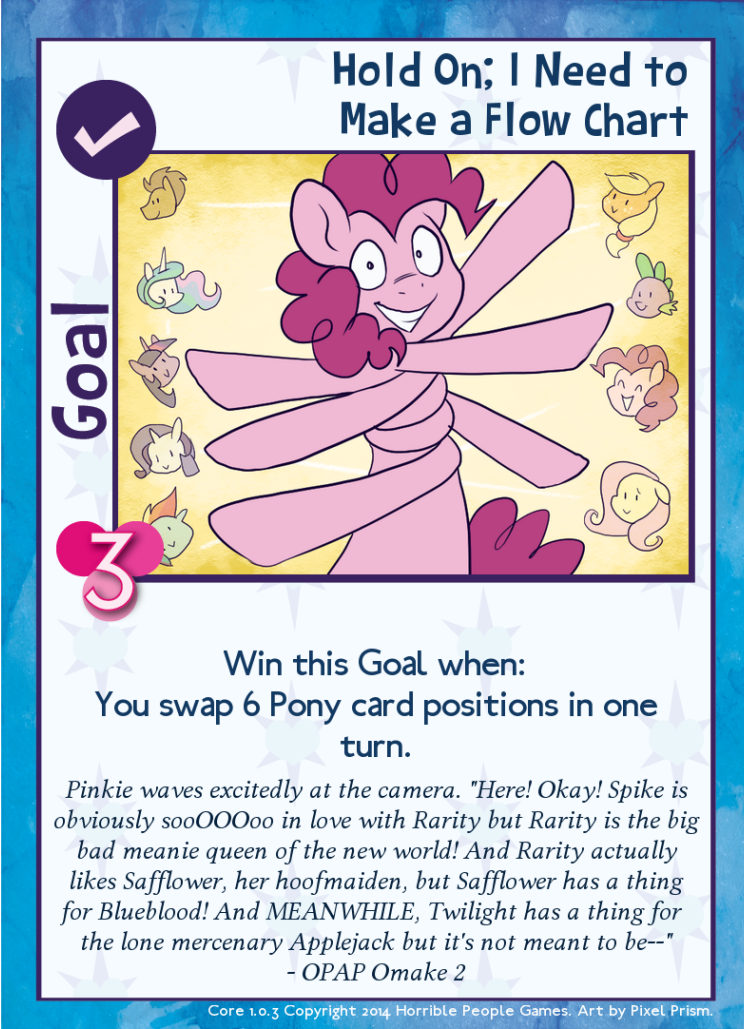 Hold On; I Need to
Make a Flow Chart
Goal
3
Win this Goal when:
You swap 6 Pony card positions in one
turn.
Pinkie waves excitedly at the camera. "Here! Okay! Spike is
obviously sooOOOoo in love with Rarity but Rarity is the big
bad meanie queen of the new world! And Rarity actually
likes Safflower, her hoofmaiden, but Safflower has a thing
for Blueblood! And MEANWHILE, Twilight has a thing for
the lone mercenary Applejack but it's not meant to be--"
- OPAP Omake 2
Core 1.0.3 Copyright 2014 Horrible People Games. Art by Pixel Prism.